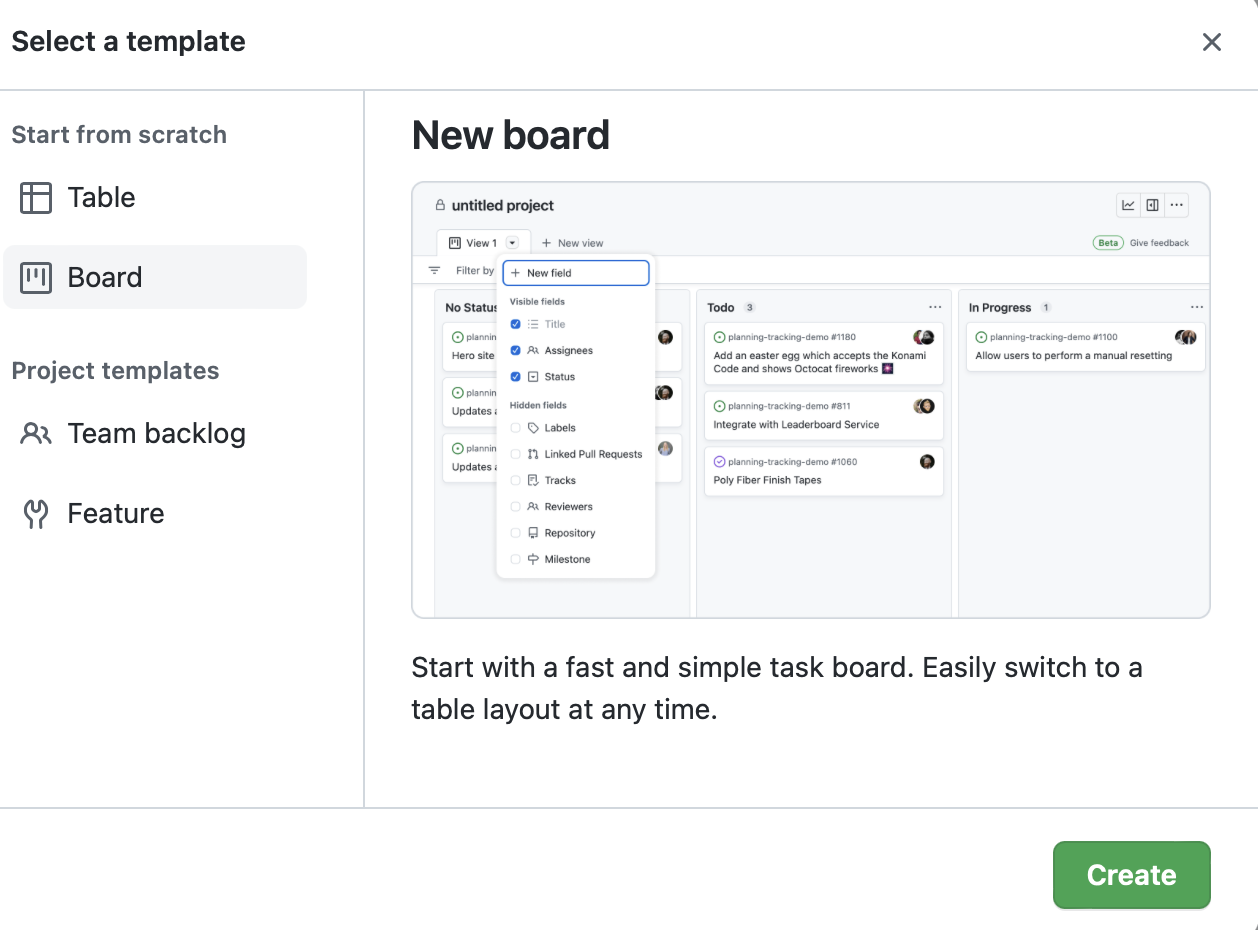 Select a template
Start from scratch
Table
Board
Project templates
Team backlog
Feature
New board
untitled project
View 1
New view
Beta Give feedback
Filter by
New field
Visible fields
Title
Assignees
Status
Hidden fields
Labels
Linked Pull Requests
Tracks
Reviewers
Repository
Milestone
No Status
Hero site
Updates
Updates
Todo 3
planning-tracking-demo #1180
Add an easter egg which accepts the Konami
Code and shows Octocat fireworks 🎆
planning-tracking-demo #811
Integrate with Leaderboard Service
planning-tracking-demo #1060
Poly Fiber Finish Tapes
In Progress 1
planning-tracking-demo #1100
Allow users to perform a manual resetting
Start with a fast and simple task board. Easily switch to a
table layout at any time.
Create